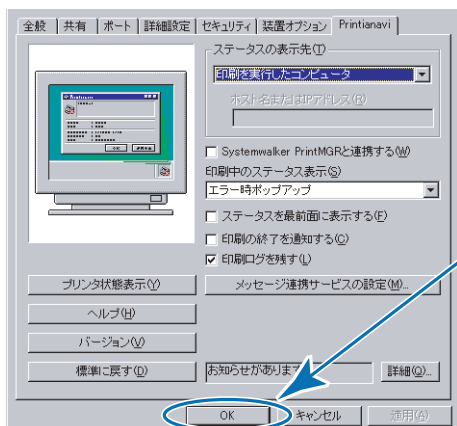 全般 共有 ポート 詳細設定 セキュリティ 装置オプション Printianavi
ステータスの表示先(T)
印刷を実行したコンピュータ
ホスト名またはIPアドレス(R)
Systemwalker PrintMGRと連携する(W)
印刷中のステータス表示(S)
エラー時ポップアップ
ステータスを最前面に表示する(F)
印刷の終了を通知する(C)
印刷ログを残す(L)
プリンタ状態表示(Y) メッセージ連携サービスの設定(M)...
ヘルプ(H)
バージョン(V)
標準に戻す(D) お知らせがあります 詳細(Q)...
OK キャンセル 適用(A)